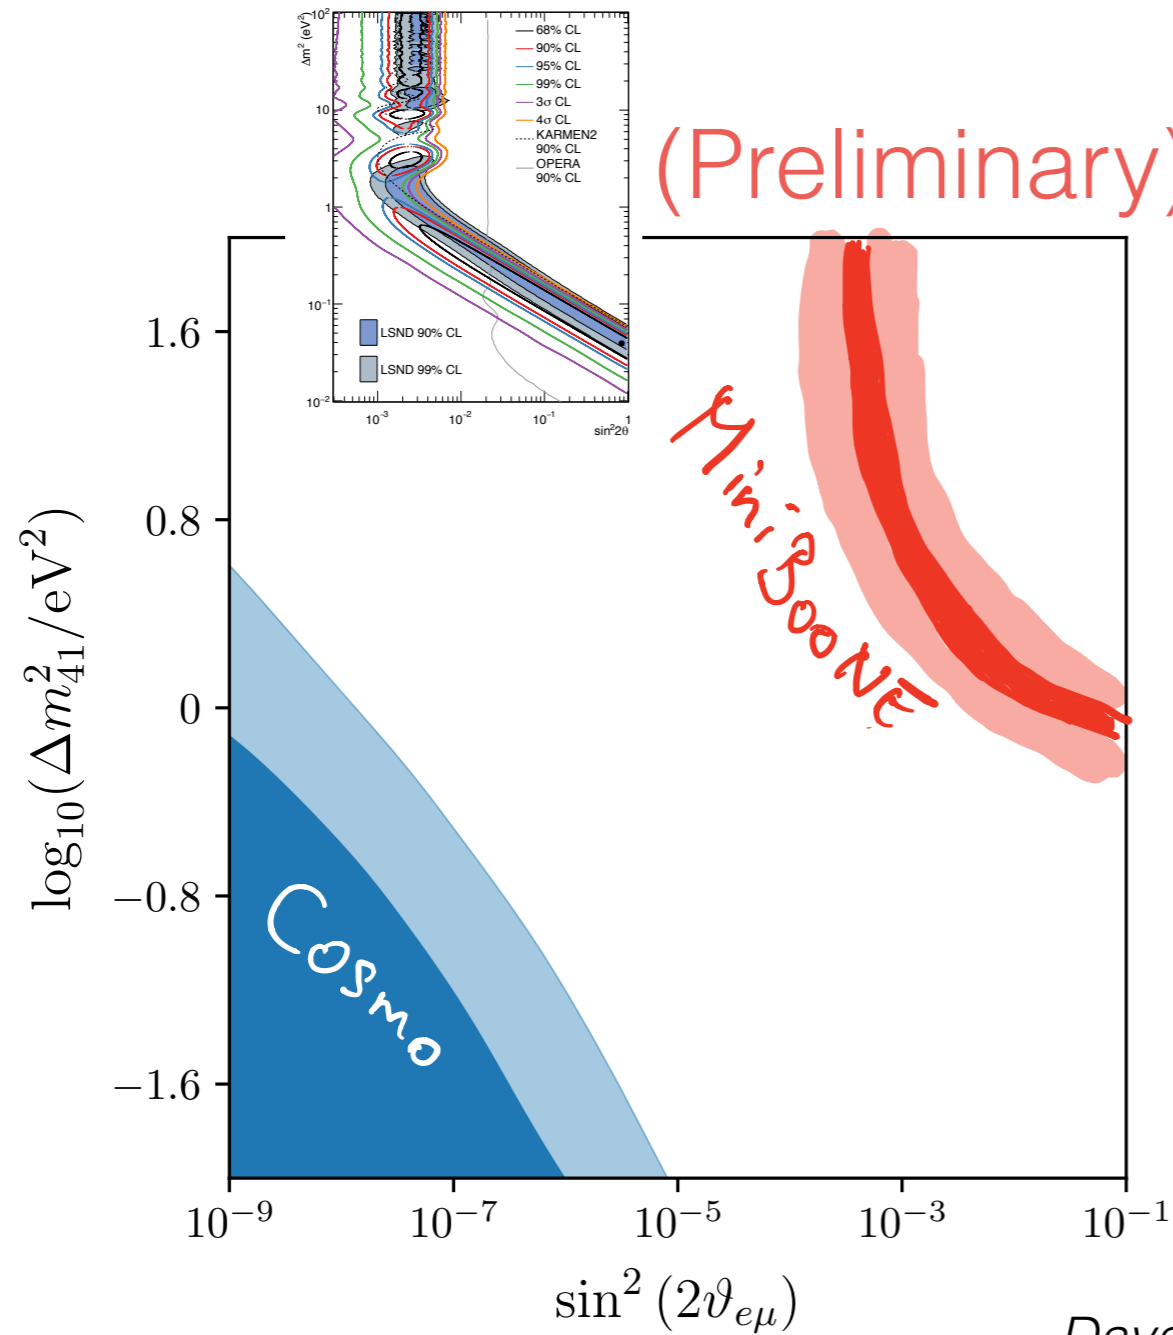 10²
Δm² (eV²)
10
1
10⁻¹
10⁻²
68% CL
90% CL
95% CL
99% CL
3σ CL
4σ CL
KARMEN2
90% CL
OPERA
90% CL
LSND 90% CL
LSND 99% CL
10⁻³ 10⁻² 10⁻¹ 1
sin²2θ
(Preliminary)
MiniBooNE
Cosmo
log₁₀(Δm²₄₁/eV²)
1.6
0.8
0
−0.8
−1.6
10⁻⁹ 10⁻⁷ 10⁻⁵ 10⁻³ 10⁻¹
sin² (2ϑₑμ)